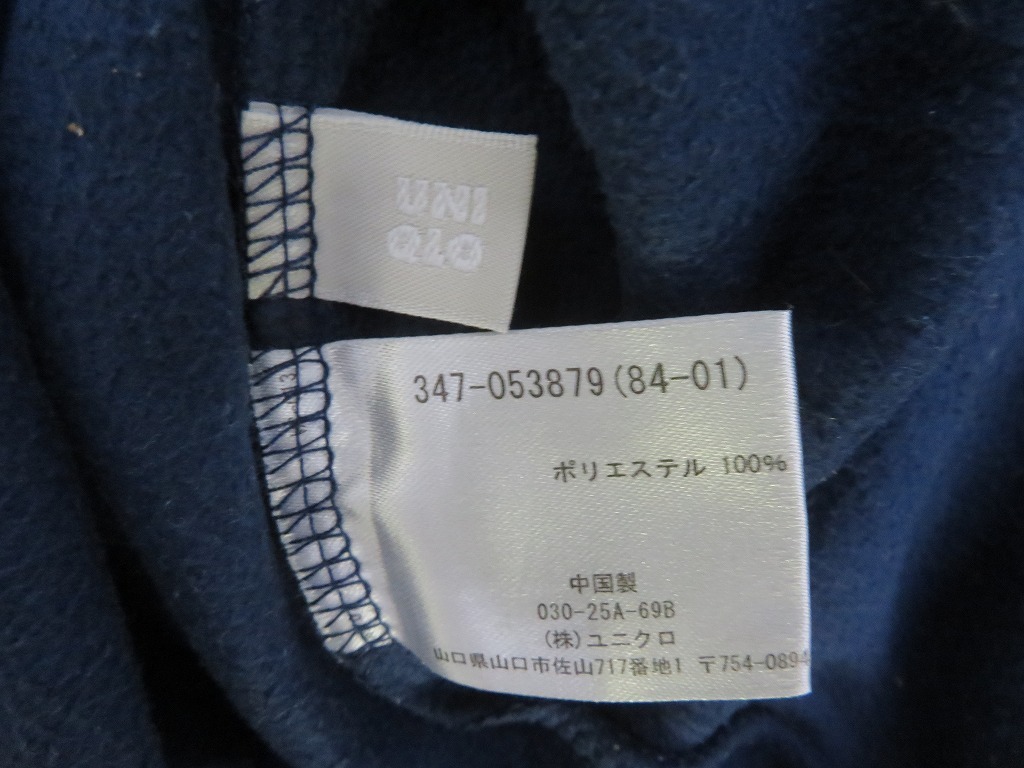 UNI
QLO
347-053879(84-01)
ポリエステル 100%
中国製
030-25A-69B
(株)ユニクロ
山口県山口市佐山717番地1 〒754-0894